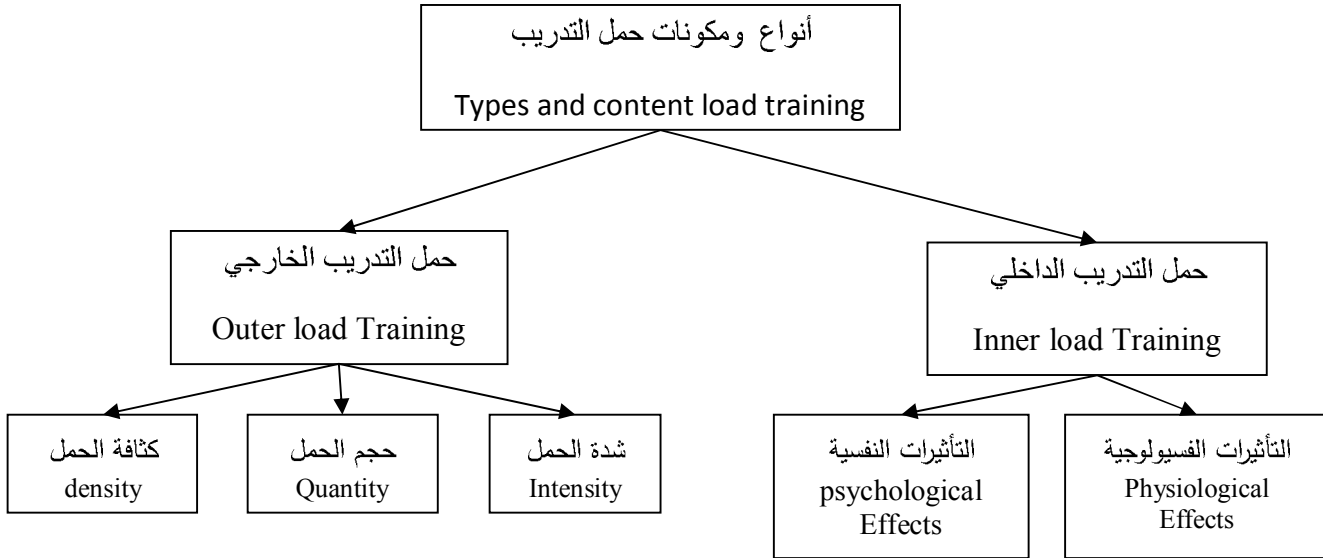 أنواع ومكونات حمل التدريب
Types and content load training
حمل التدريب الخارجي
Outer load Training
حمل التدريب الداخلي
Inner load Training
كثافة الحمل
density
حجم الحمل
Quantity
شدة الحمل
Intensity
التأثيرات النفسية
psychological
Effects
التأثيرات الفسيولوجية
Physiological
Effects